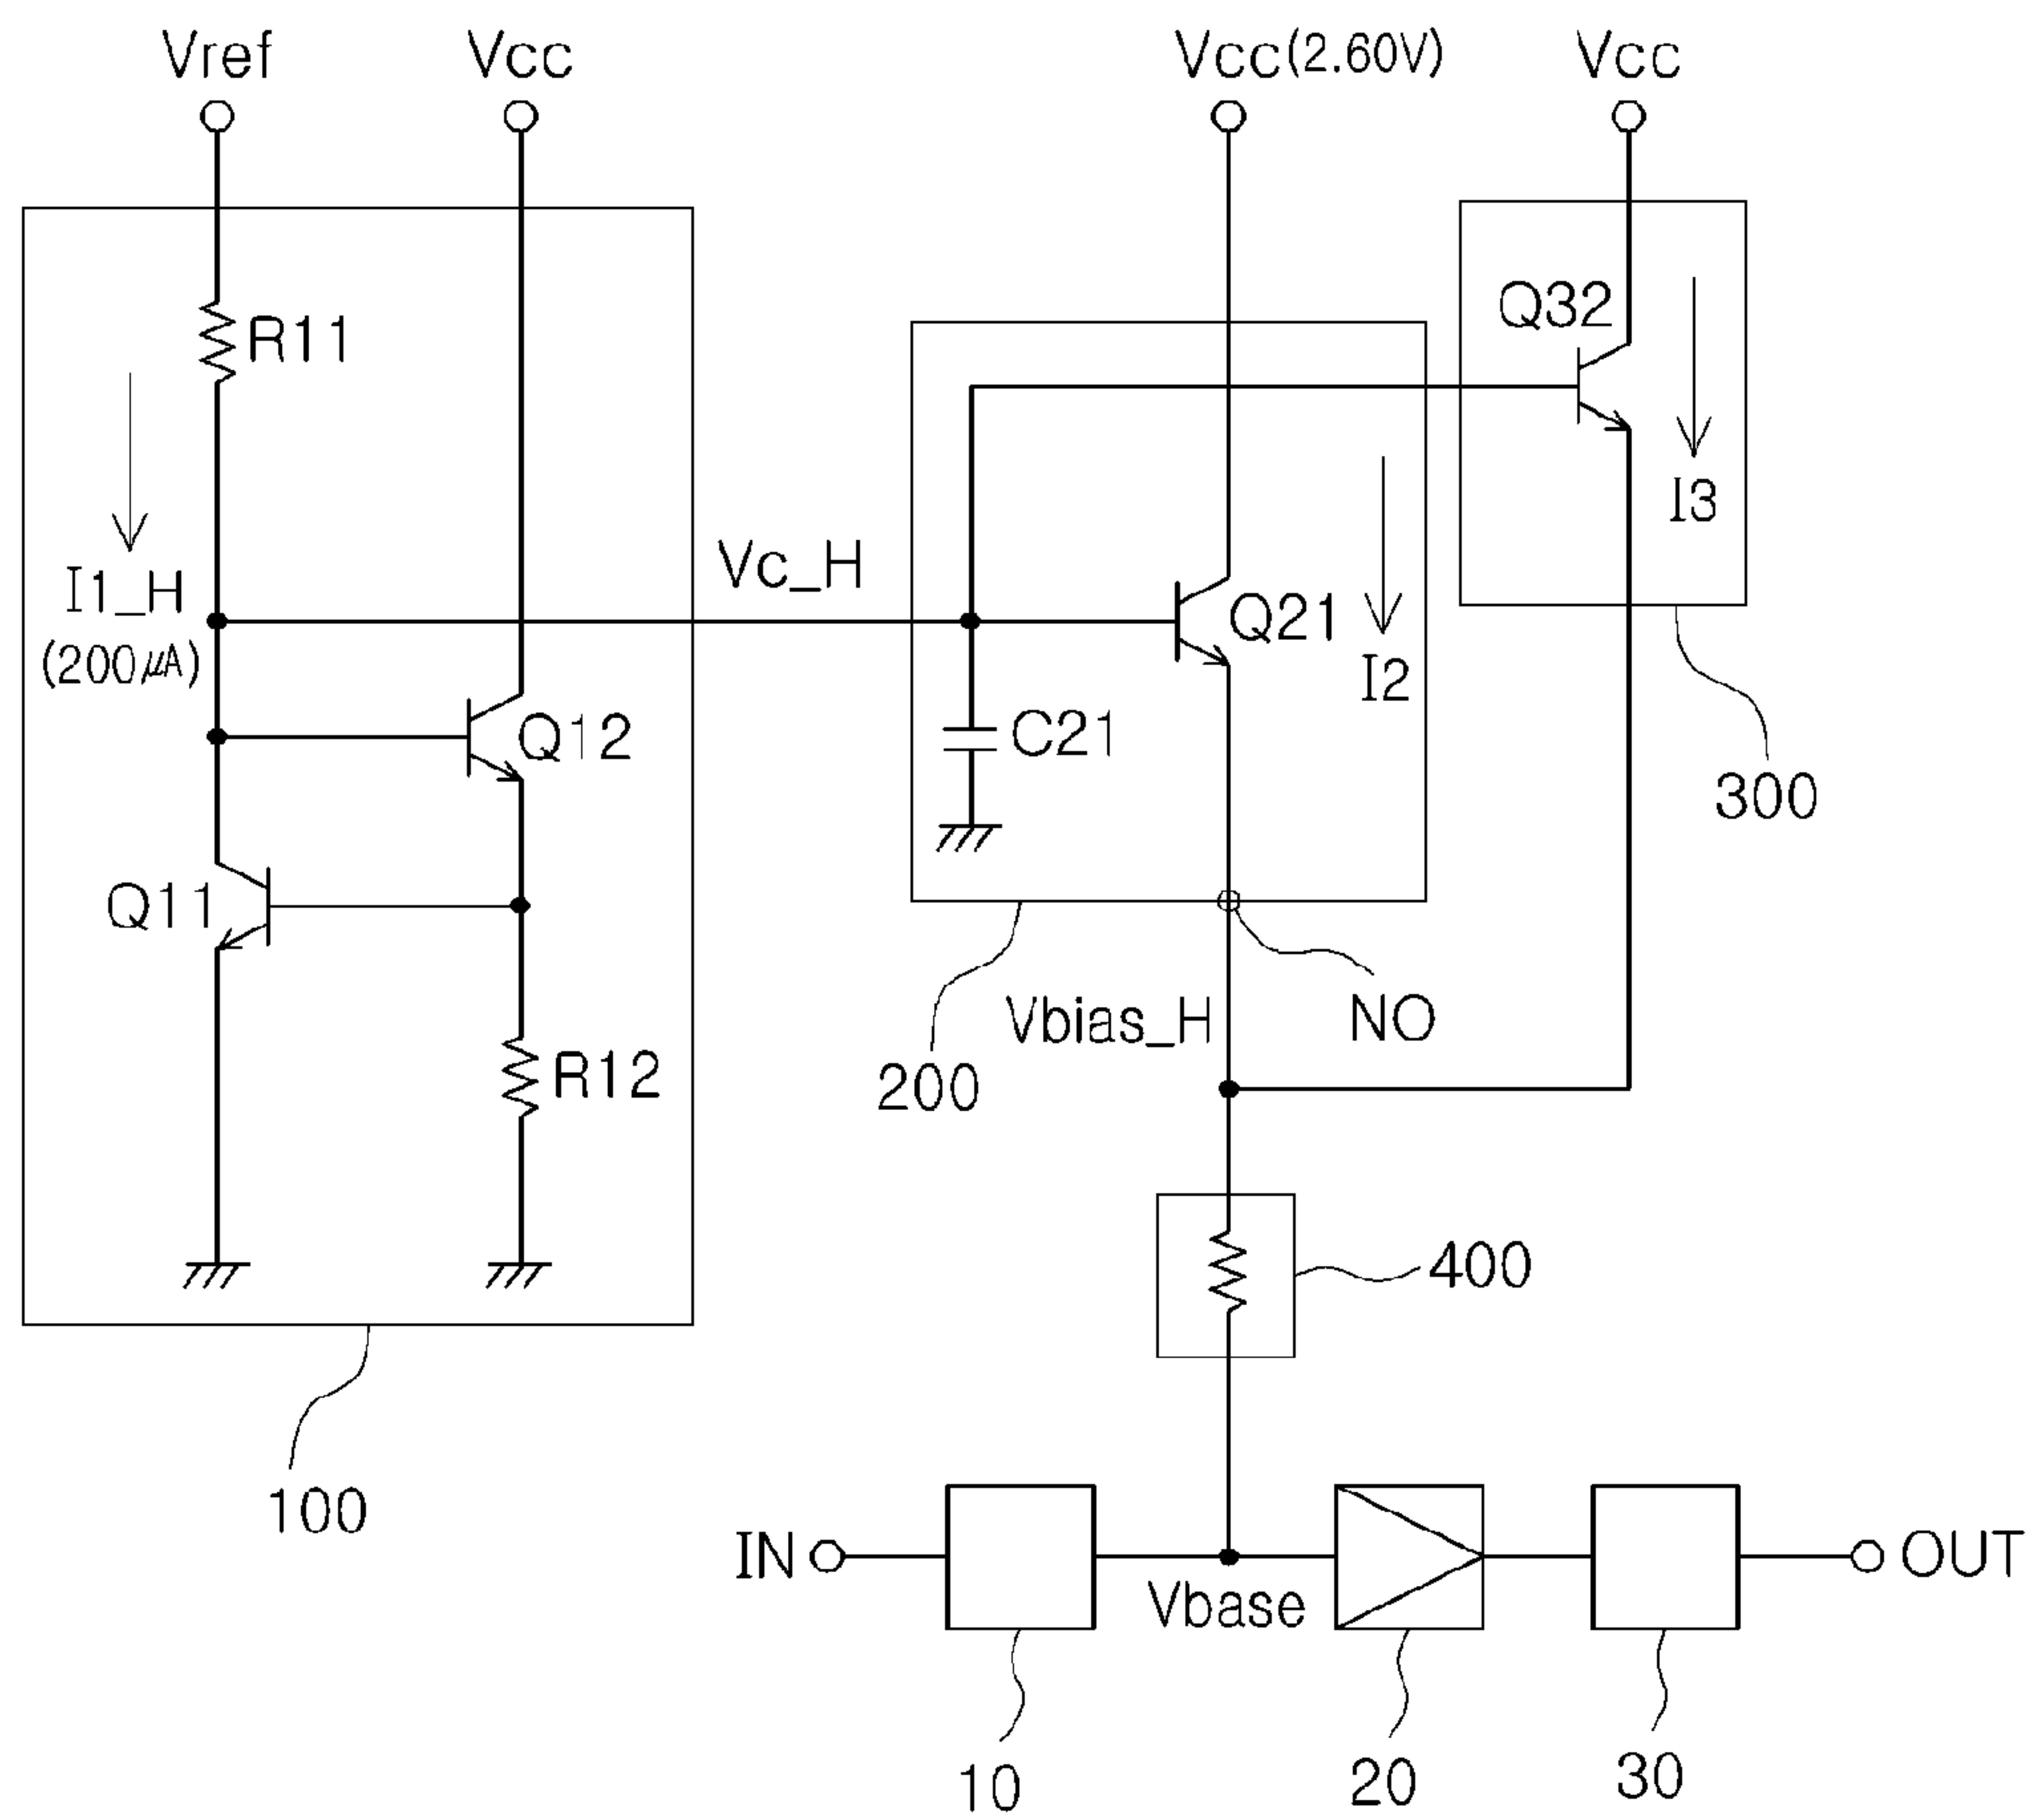 Vref
Vcc
Vcc(2.60V)
Vcc
R11
Q32
I3
I1_H
(200μA)
Vc_H
Q21
I2
Q12
C21
300
Q11
Vbias_H
NO
R12
200
400
100
IN
Vbase
OUT
10
20
30